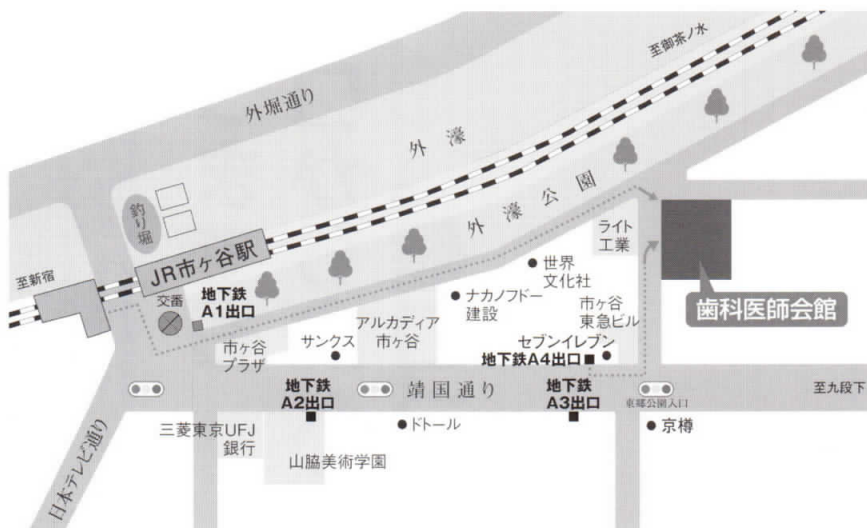 至御茶ノ水
外堀通り
外濠
外濠公園
釣り堀
JR市ヶ谷駅
至新宿
交番
地下鉄
A1出口
ライト
工業
世界
文化社
ナカノフドー
建設
市ヶ谷
東急ビル
歯科医師会館
アルカディア
市ヶ谷
サンクス
市ヶ谷
プラザ
セブンイレブン
地下鉄A4出口
地下鉄
A2出口
靖国通り
地下鉄
A3出口
東郷公園入口
至九段下
三菱東京UFJ
銀行
ドトール
京樽
山脇美術学園
日本テレビ通り